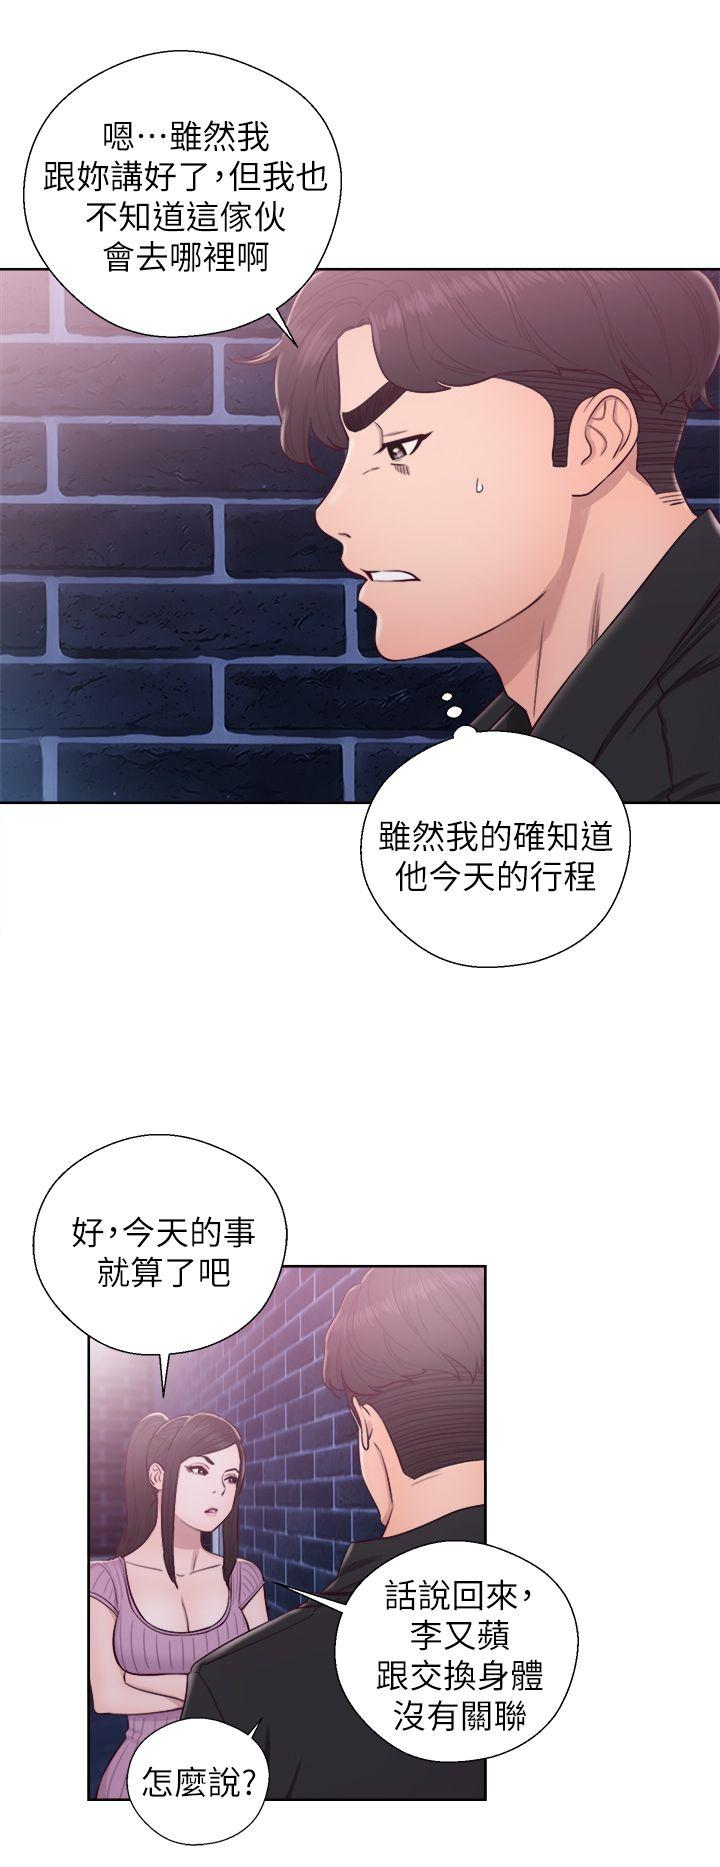 嗯…雖然我
跟妳講好了,但我也
不知道這傢伙
會去哪裡啊
雖然我的確知道
他今天的行程
好,今天的事
就算了吧
話說回來,
李又蘋
跟交換身體
沒有關聯
怎麼說?